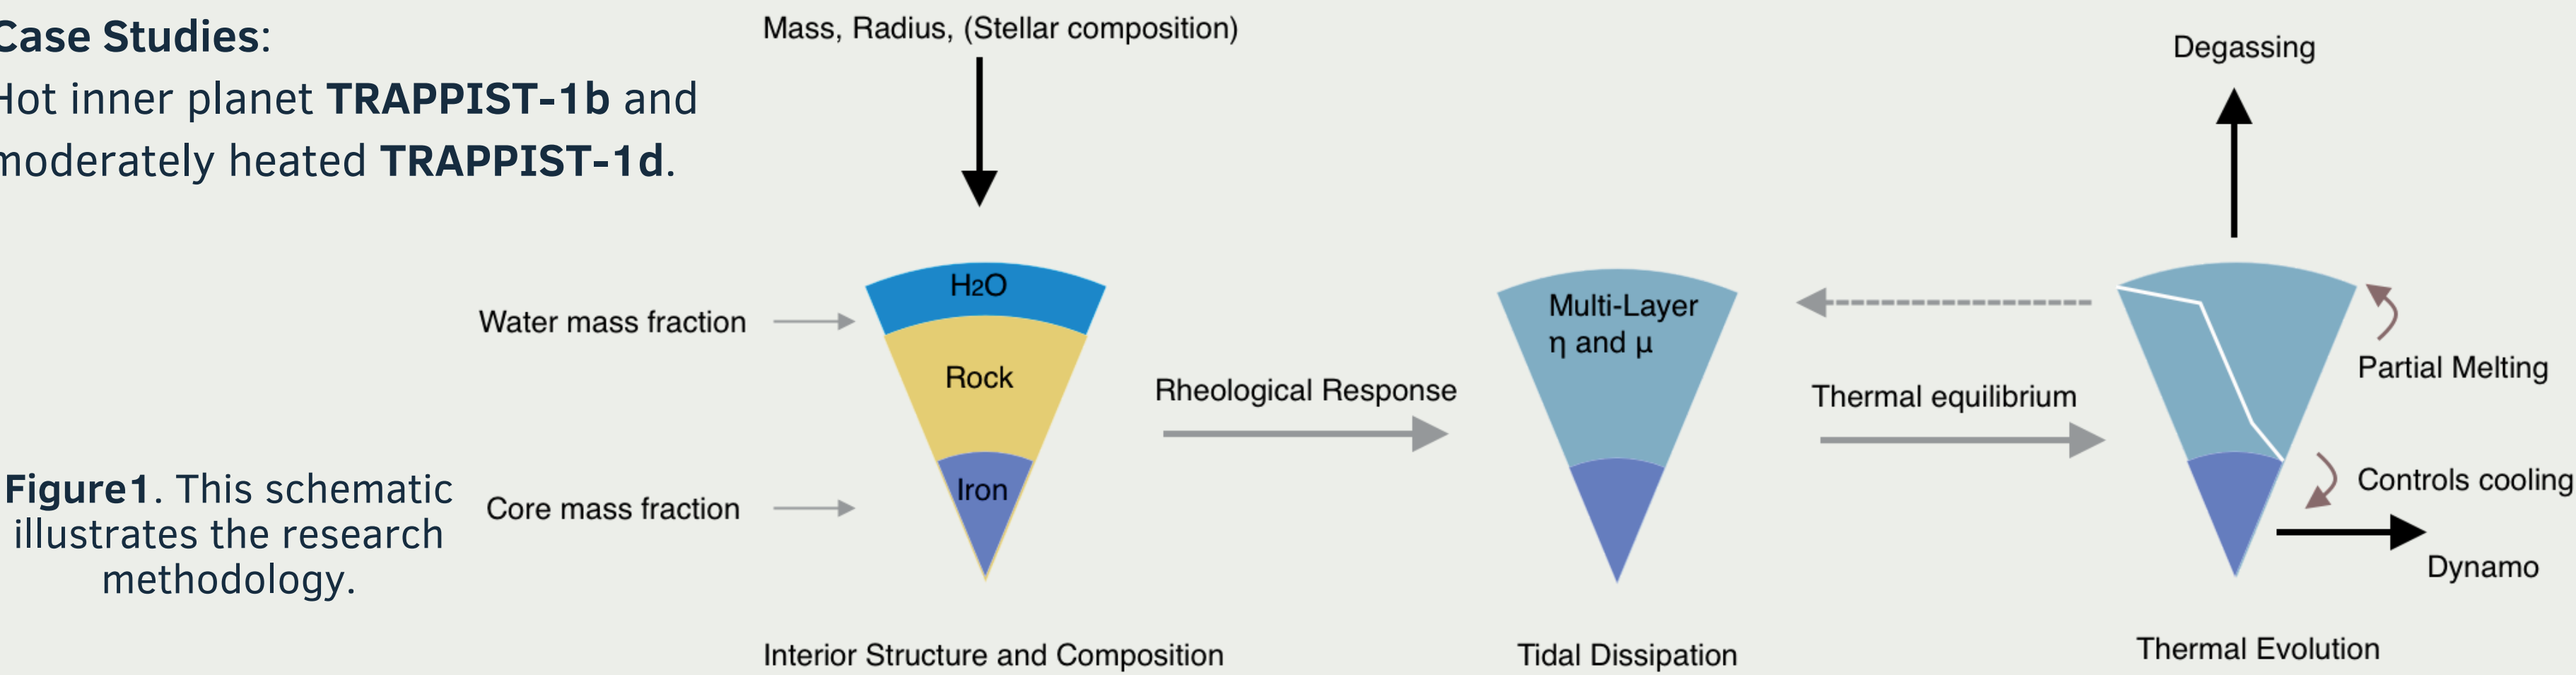 Case Studies:
Hot inner planet TRAPPIST-1b and
moderately heated TRAPPIST-1d.
Figure1. This schematic
illustrates the research
methodology.
Mass, Radius, (Stellar composition)
Water mass fraction
Core mass fraction
H2O
Rock
Iron
Interior Structure and Composition
Rheological Response
Multi-Layer
η and μ
Tidal Dissipation
Thermal equilibrium
Degassing
Partial Melting
Controls cooling
Dynamo
Thermal Evolution